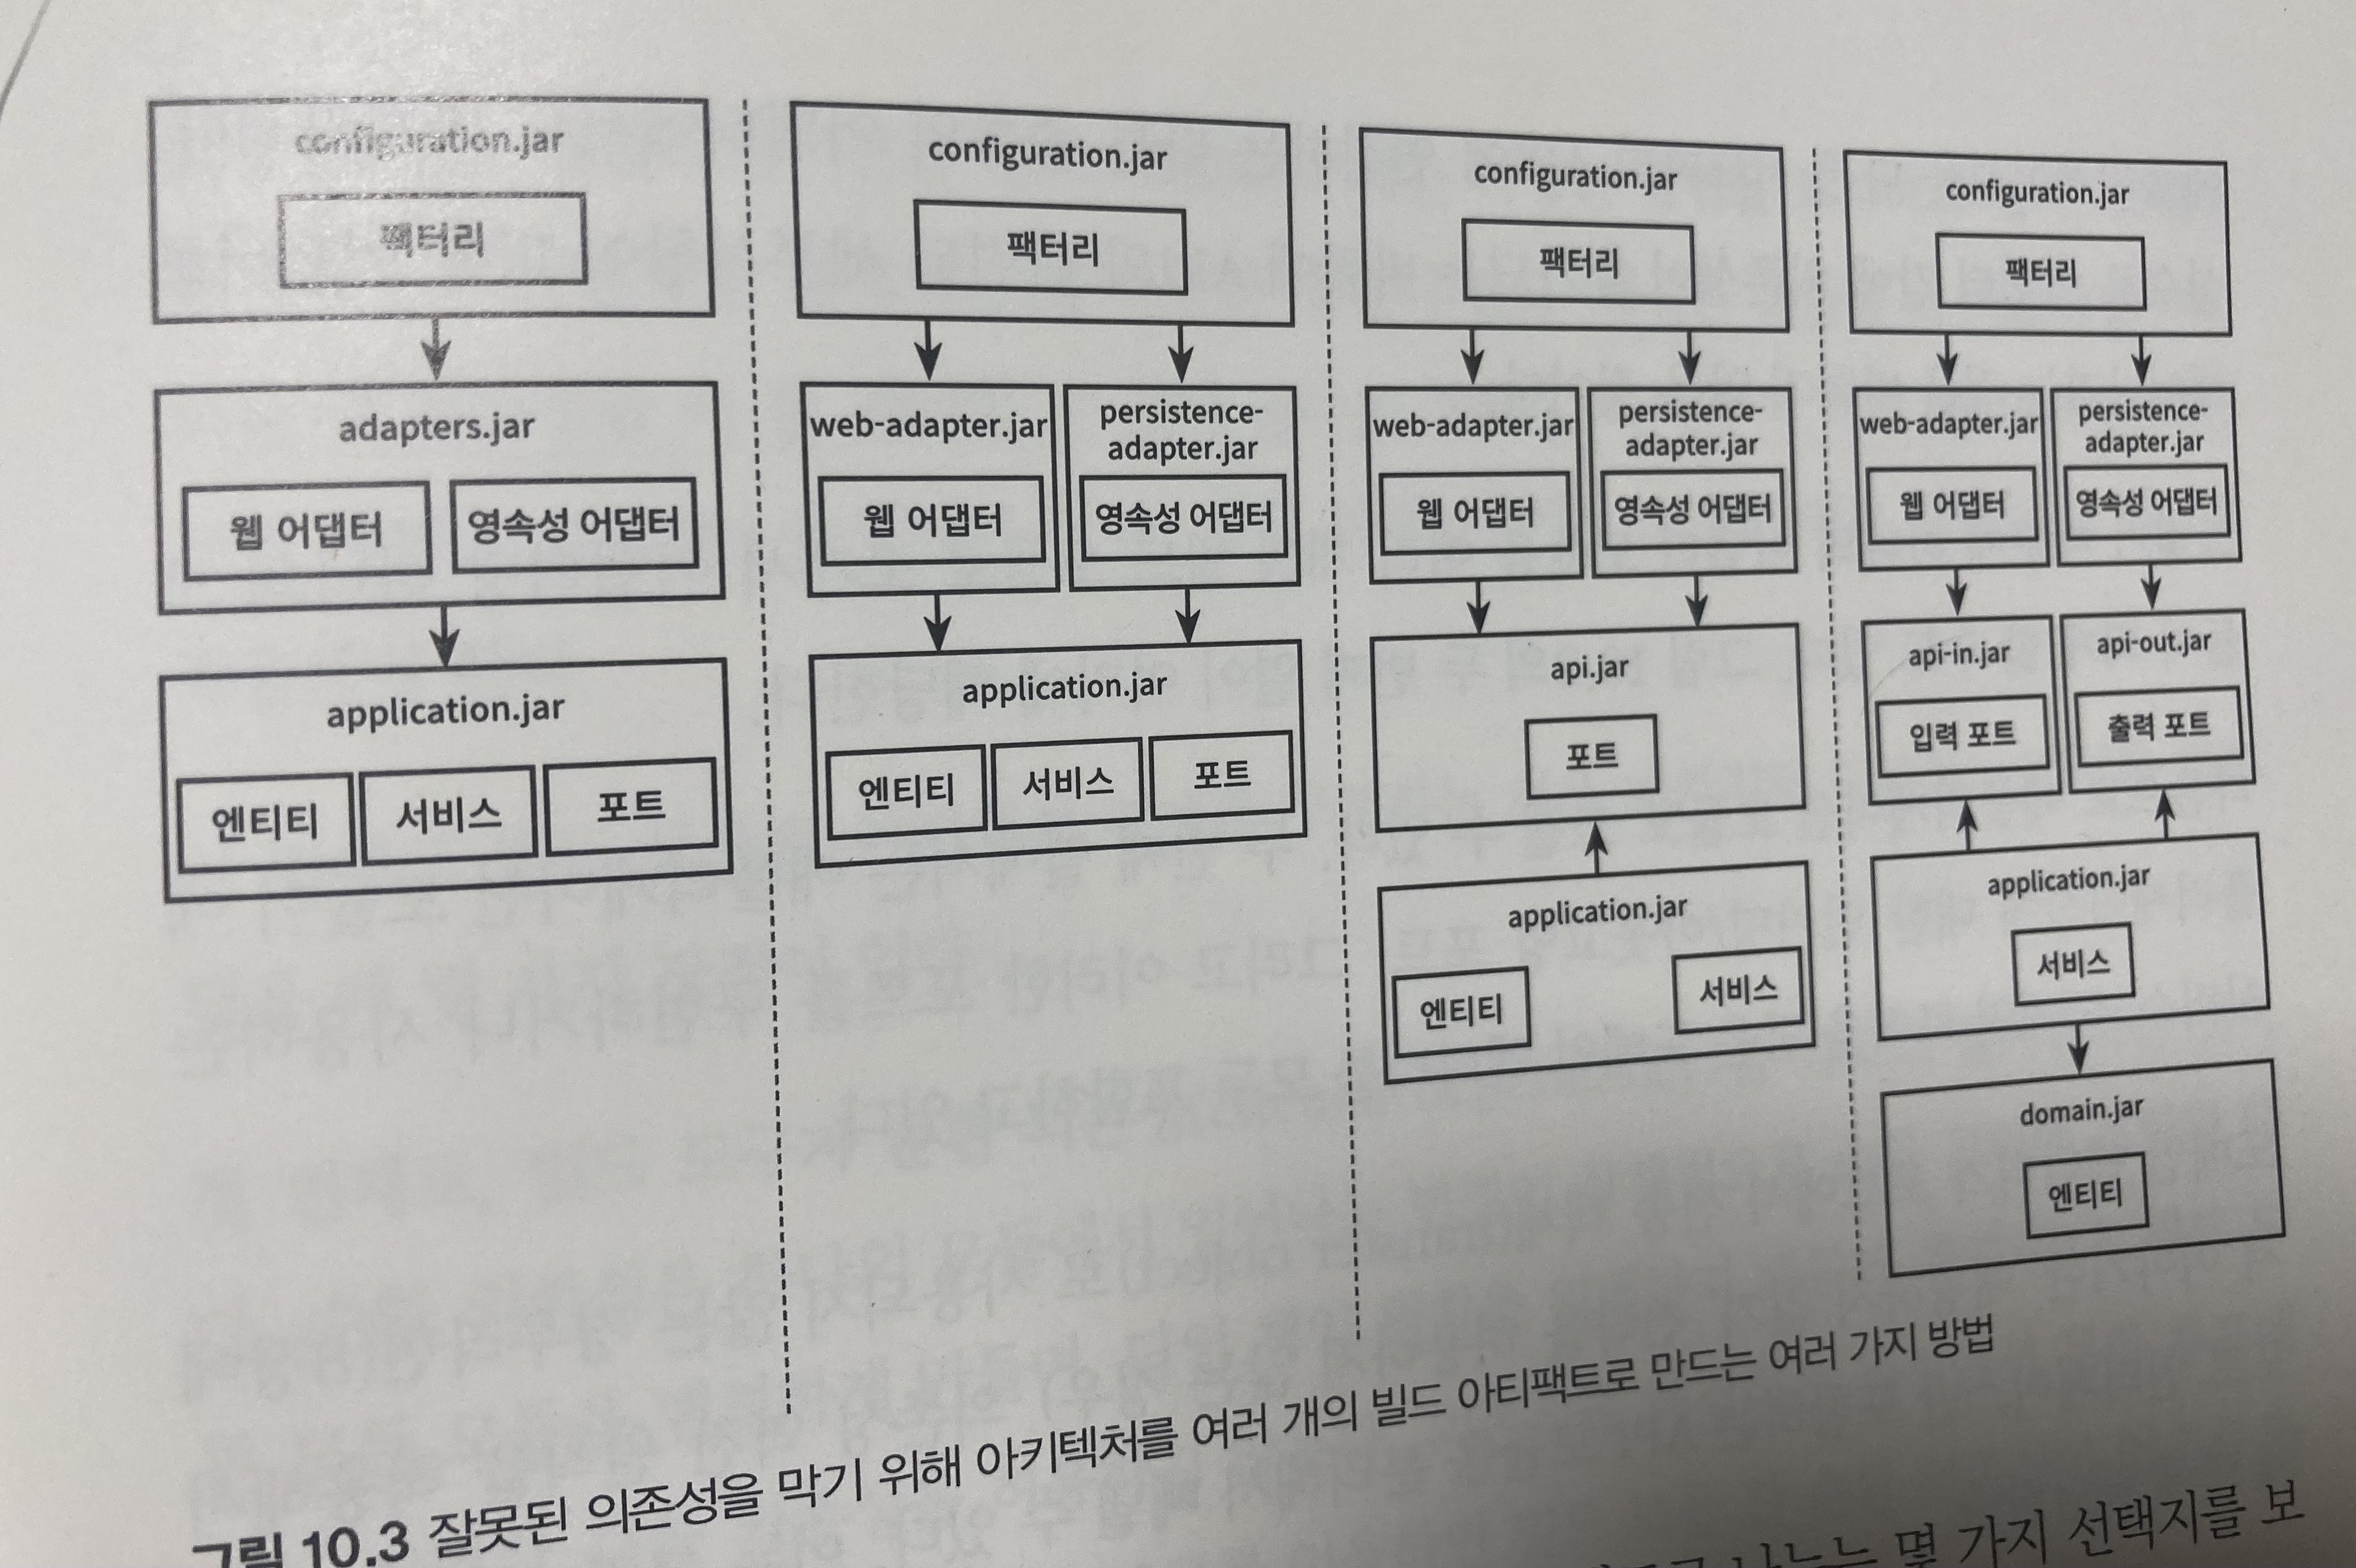 configuration.jar
팩터리
adapters.jar
웹 어댑터
영속성 어댑터
application.jar
엔티티
서비스
포트
configuration.jar
팩터리
web-adapter.jar
웹 어댑터
persistence-
adapter.jar
영속성 어댑터
application.jar
엔티티
서비스
포트
configuration.jar
팩터리
web-adapter.jar
웹 어댑터
persistence-
adapter.jar
영속성 어댑터
api.jar
포트
application.jar
엔티티
서비스
configuration.jar
팩터리
web-adapter.jar
웹 어댑터
persistence-
adapter.jar
영속성 어댑터
api-in.jar
입력 포트
api-out.jar
출력 포트
application.jar
서비스
domain.jar
엔티티
그림 10.3 잘못된 의존성을 막기 위해 아키텍처를 여러 개의 빌드 아티팩트로 만드는 여러 가지 방법
나누는 몇 가지 선택지를 보